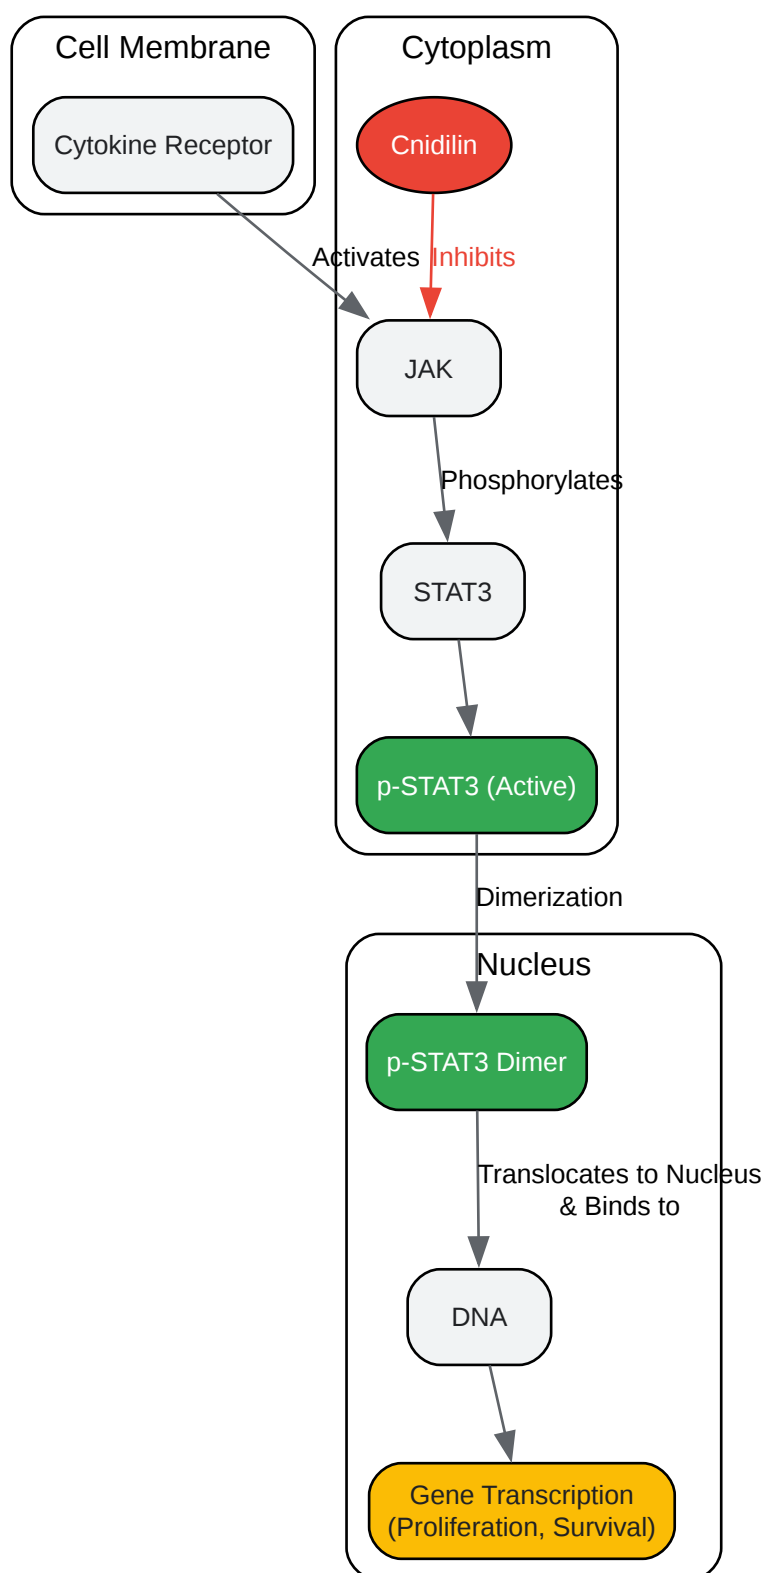 Cell Membrane
Cytoplasm
Cytokine Receptor
Cnidilin
Activates
Inhibits
JAK
Phosphorylates
STAT3
p-STAT3 (Active)
Dimerization
Nucleus
p-STAT3 Dimer
Translocates to Nucleus
& Binds to
DNA
Gene Transcription
(Proliferation, Survival)